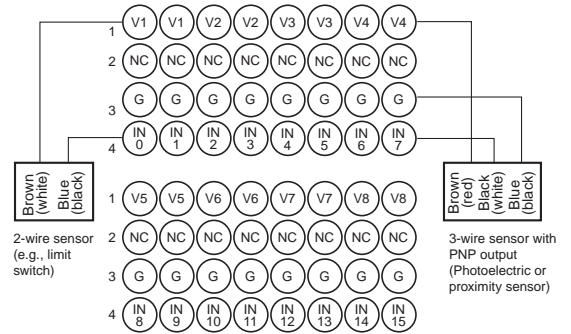 1 V1 V1 V2 V2 V3 V3 V4 V4
2 NC NC NC NC NC NC NC NC
3 G G G G G G G G
4 IN 0 IN 1 IN 2 IN 3 IN 4 IN 5 IN 6 IN 7
Brown (white)
Blue (black)
2-wire sensor
(e.g., limit
switch)
Brown (red)
Black (white)
Blue (black)
3-wire sensor with
PNP output
(Photoelectric or
proximity sensor)
1 V5 V5 V6 V6 V7 V7 V8 V8
2 NC NC NC NC NC NC NC NC
3 G G G G G G G G
4 IN 8 IN 9 IN 10 IN 11 IN 12 IN 13 IN 14 IN 15